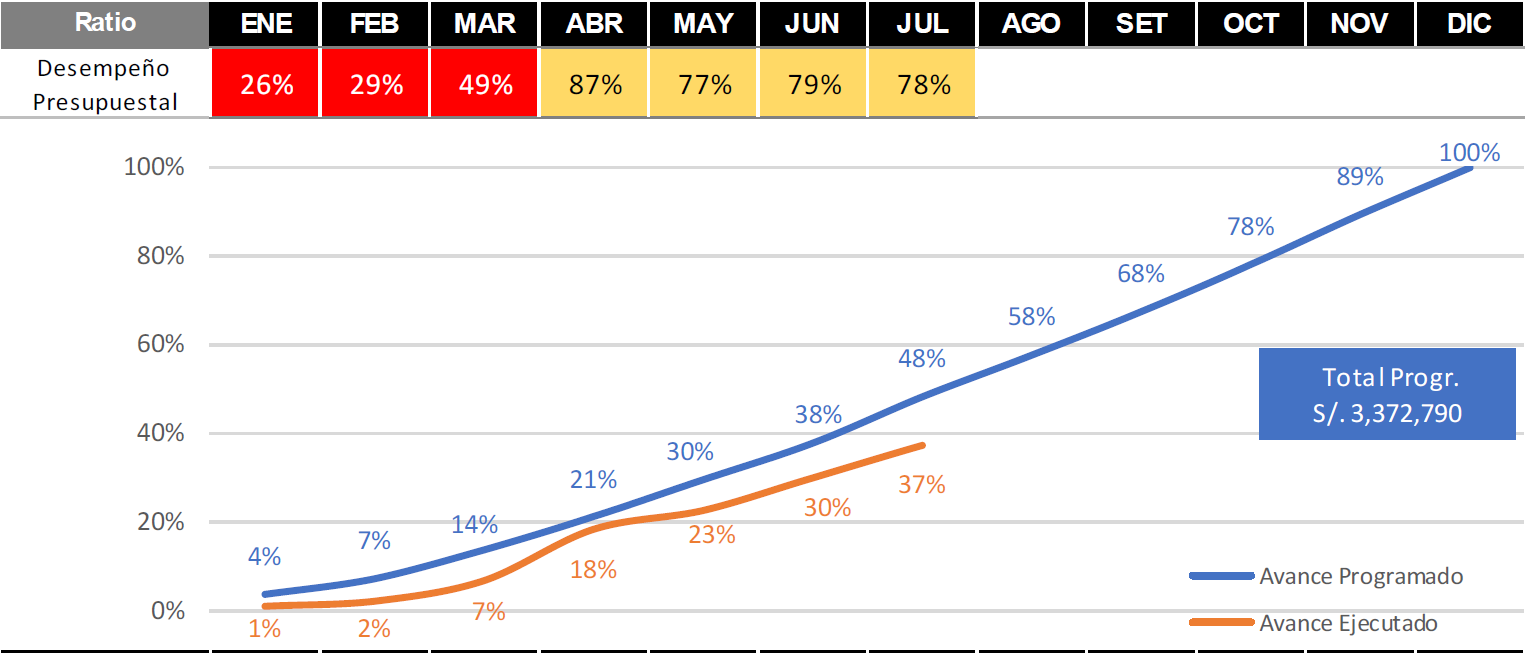 Ratio ENE FEB MAR ABR MAY JUN JUL AGO SET OCT NOV DIC
Desempeño
Presupuestal
26% 29% 49% 87% 77% 79% 78%
100%
80%
60%
40%
20%
0%
4% 7% 14% 21% 30% 38% 48% 58% 68% 78% 89% 100%
1% 2% 7% 18% 23% 30% 37%
Total Progr.
S/. 3,372,790
Avance Programado
Avance Ejecutado